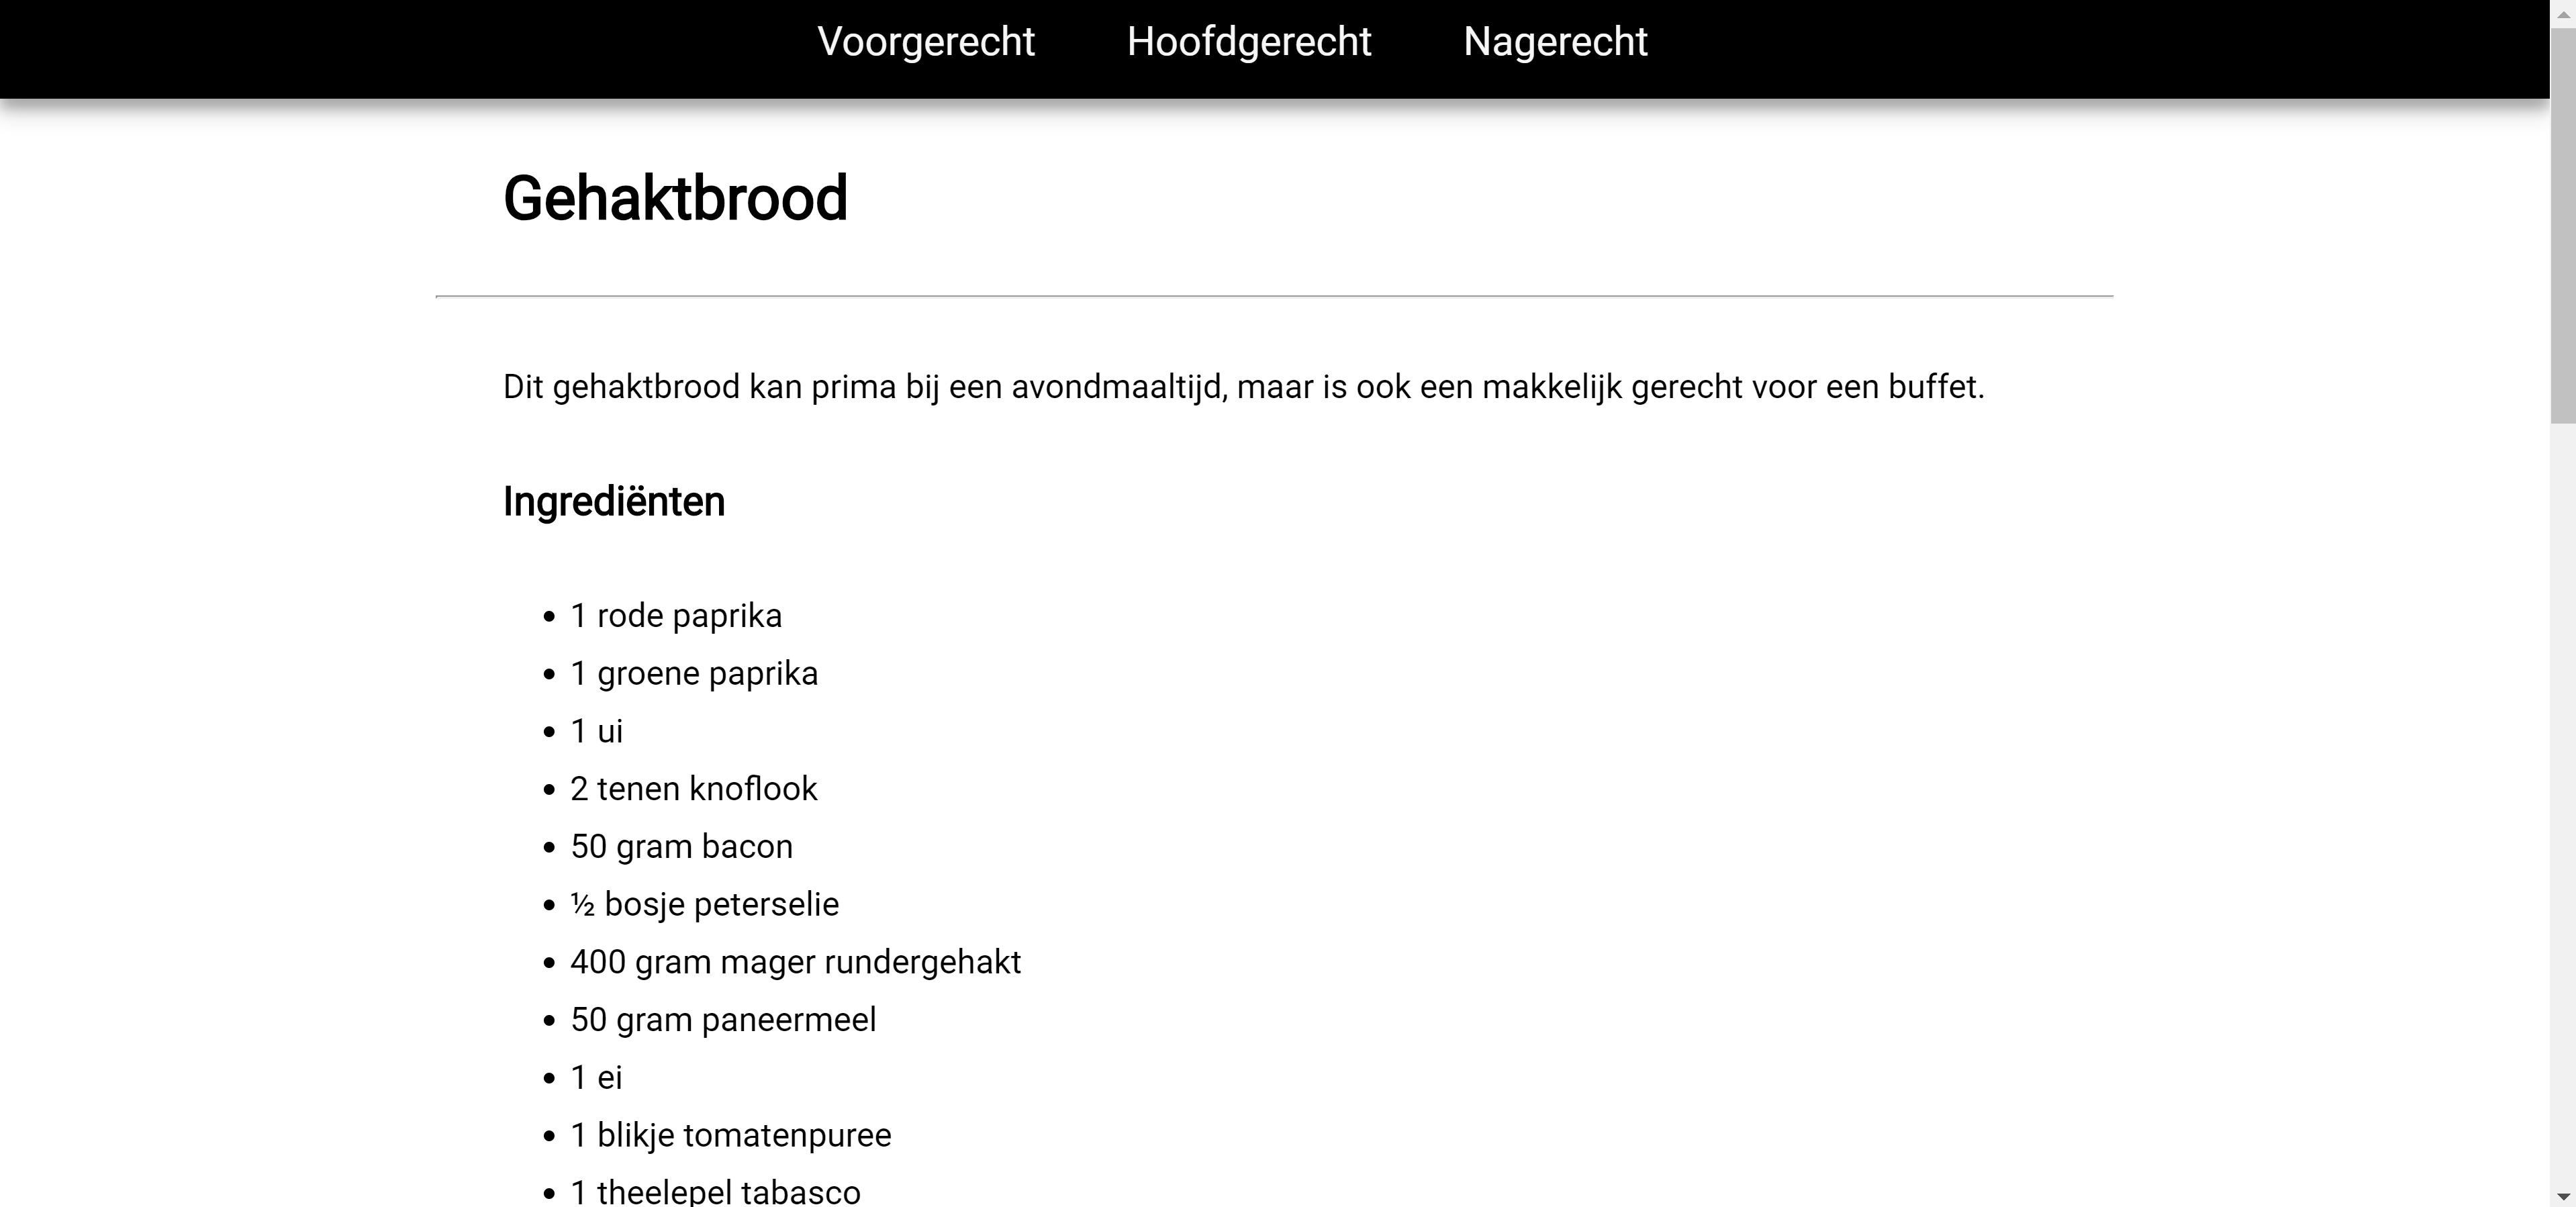 Voorgerecht Hoofdgerecht Nagerecht
Gehaktbrood
Dit gehaktbrood kan prima bij een avondmaaltijd, maar is ook een makkelijk gerecht voor een buffet.
Ingrediënten
• 1 rode paprika
• 1 groene paprika
• 1 ui
• 2 tenen knoflook
• 50 gram bacon
• ½ bosje peterselie
• 400 gram mager rundergehakt
• 50 gram paneermeel
• 1 ei
• 1 blikje tomatenpuree
• 1 theelepel tabasco